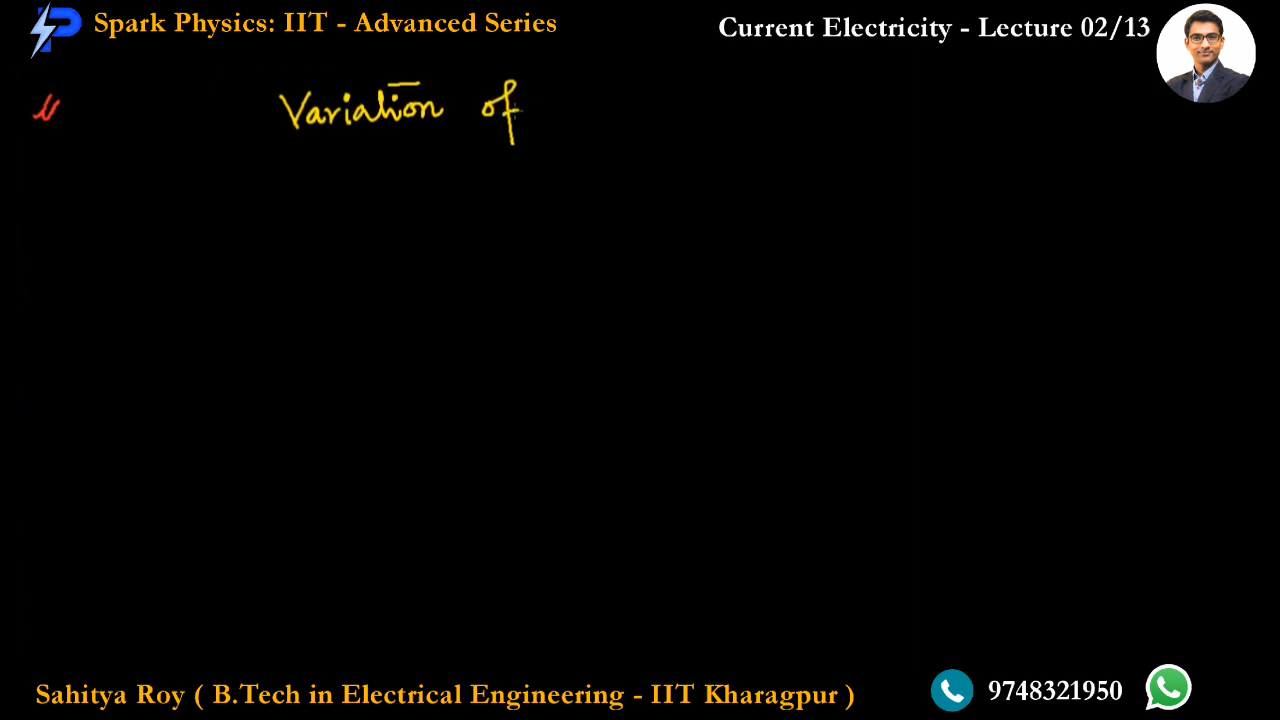 Spark Physics: IIT - Advanced Series
Current Electricity - Lecture 02/13
Variation of
Sahitya Roy ( B.Tech in Electrical Engineering - IIT Kharagpur )
9748321950